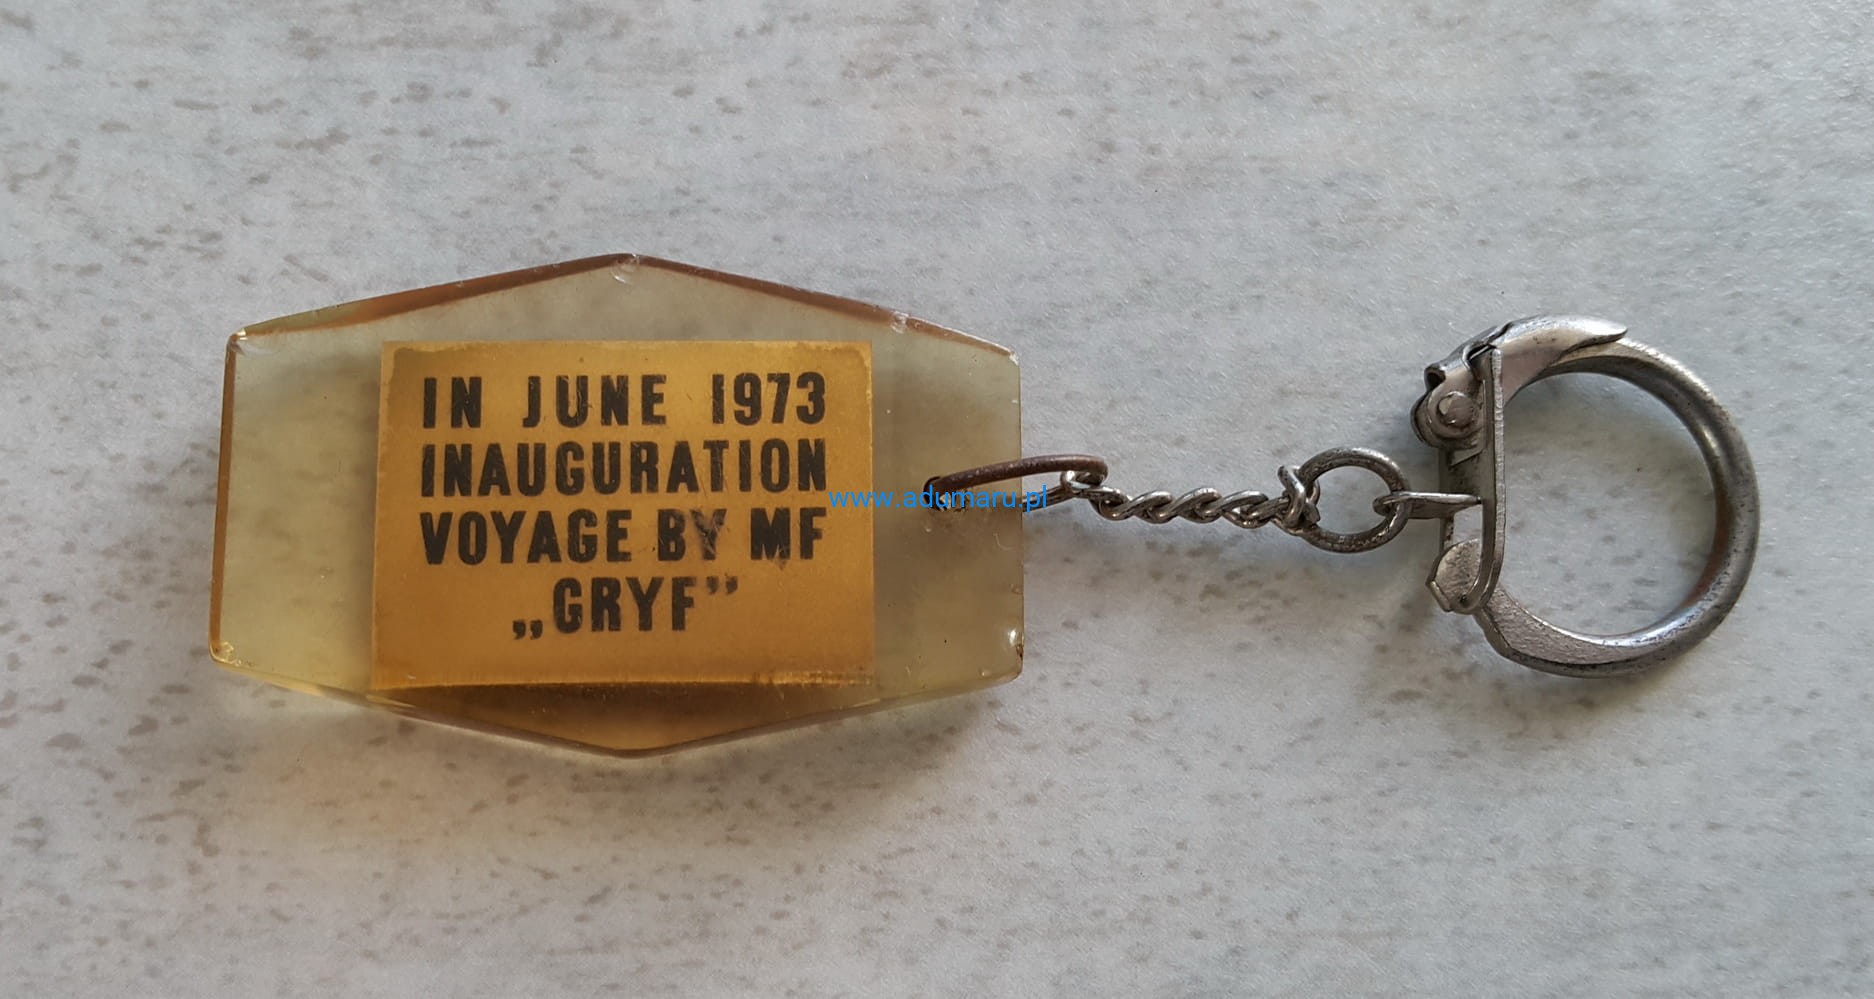 IN JUNE 1973
INAUGURATION
VOYAGE BY MF
„GRYF”
www.adumaru.pl